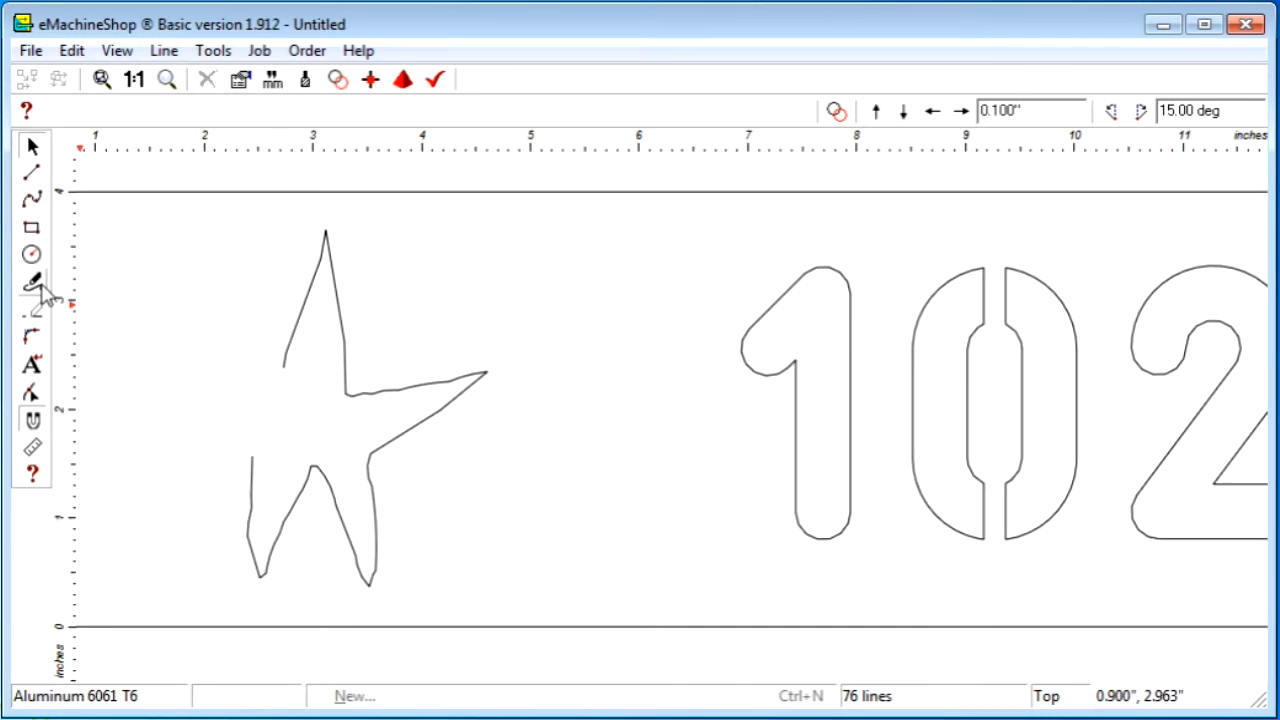 eMachineShop ® Basic version 1.912 - Untitled
File Edit View Line Tools Job Order Help
1:1 " mm
? 0.100" 15.00 deg
1 2 3 4 5 6 7 8 9 10 11 inches
4
3
2
1
0
inches
A
?
102
Aluminum 6061 T6 New... Ctrl+N 76 lines Top 0.900", 2.963"